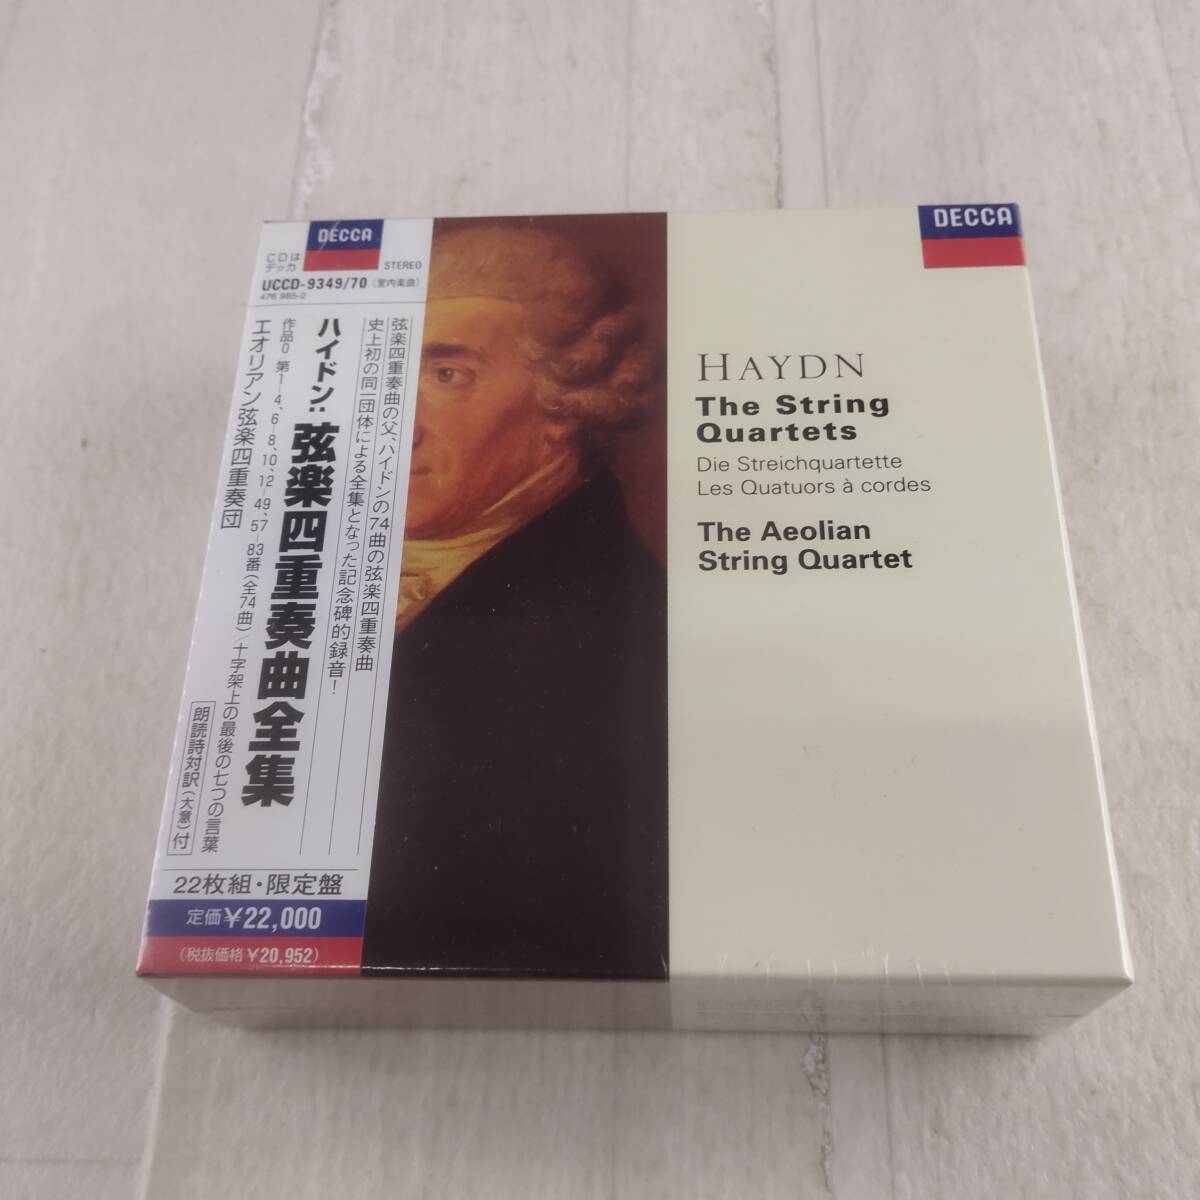 DECCA
CDは
デッカ
STEREO
UCCD-9349/70 (室内楽曲)
476 985-2
弦楽四重奏曲の父、ハイドンの74曲の弦楽四重奏曲
史上初の同一団体による全集となった記念碑的録音!
ハイドン:弦楽四重奏曲全集
作品0 第1-4、6-8、10、12-49、57-83番(全74曲)/十字架上の最後の七つの言葉
エオリアン弦楽四重奏団
朗読詩対訳(大意)付
22枚組・限定盤
定価¥22,000
(税抜価格¥20,952)
DECCA
HAYDN
The String
Quartets
Die Streichquartette
Les Quatuors à cordes
The Aeolian
String Quartet